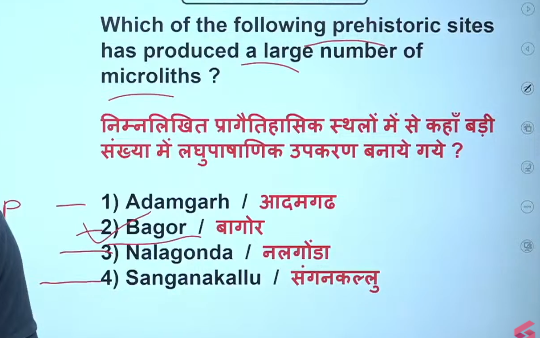 Which of the following prehistoric sites
has produced a large number of
microliths ?
निम्नलिखित प्रागैतिहासिक स्थलों में से कहाँ बड़ी
संख्या में लघुपाषाणिक उपकरण बनाये गये ?
1) Adamgarh / आदमगढ
2) Bagor / बागोर
3) Nalagonda / नलगोंडा
4) Sanganakallu / संगनकल्लु